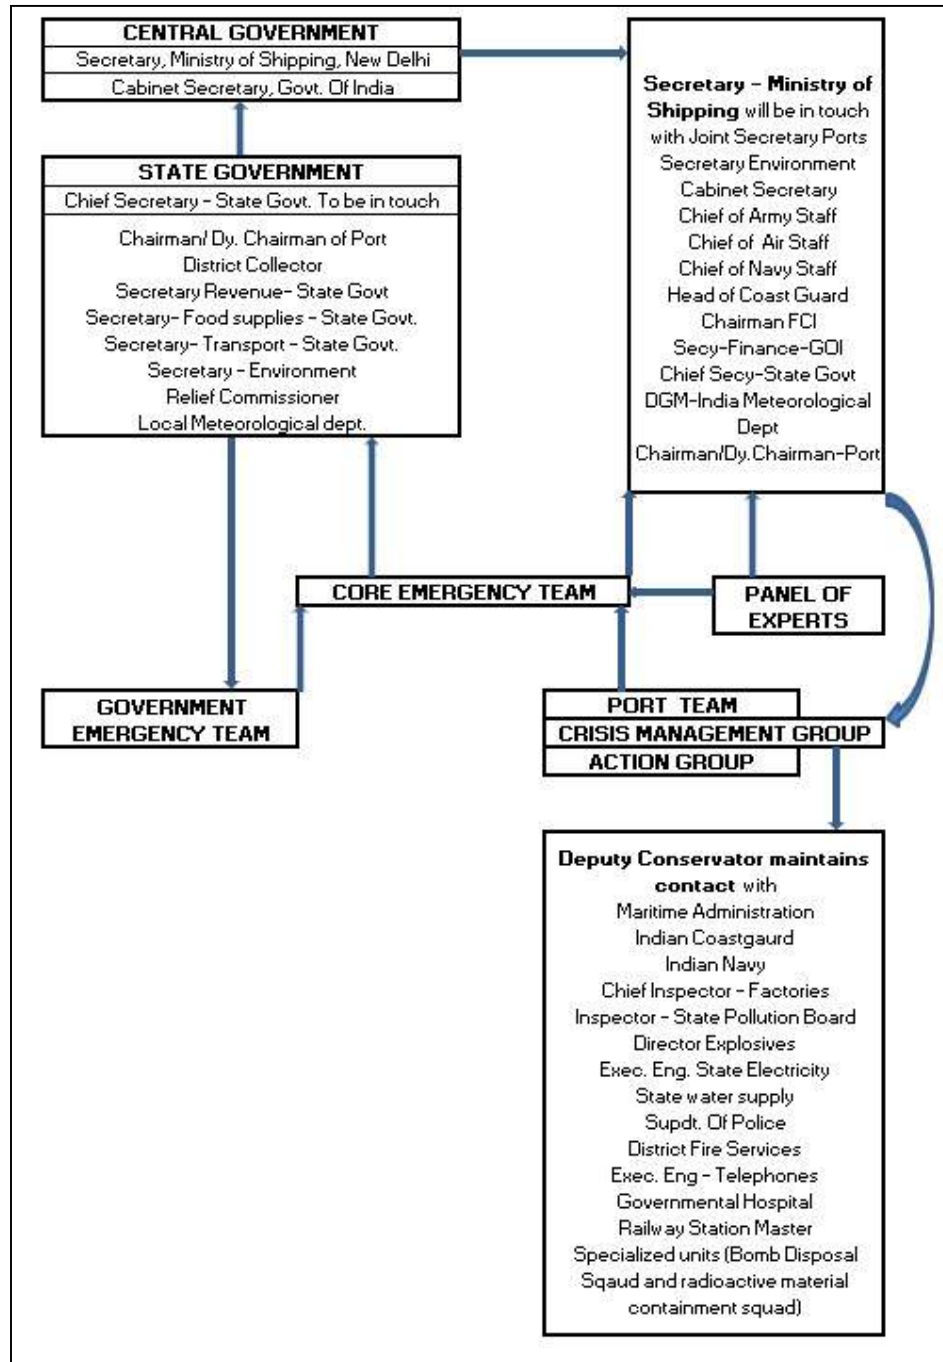 CENTRAL GOVERNMENT
Secretary, Ministry of Shipping, New Delhi
Cabinet Secretary, Govt. Of India
STATE GOVERNMENT
Chief Secretary - State Govt. To be in touch
Chairman/ Dy. Chairman of Port
District Collector
Secretary Revenue- State Govt
Secretary- Food supplies - State Govt.
Secretary- Transport - State Govt.
Secretary - Environment
Relief Commissioner
Local Meteorological dept.
Secretary - Ministry of
Shipping will be in touch
with Joint Secretary Ports
Secretary Environment
Cabinet Secretary
Chief of Army Staff
Chief of Air Staff
Chief of Navy Staff
Head of Coast Guard
Chairman FCI
Secy-Finance-GOI
Chief Secy-State Govt
DGM-India Meteorological
Dept
Chairman/Dy.Chairman-Port
CORE EMERGENCY TEAM
PANEL OF
EXPERTS
GOVERNMENT
EMERGENCY TEAM
PORT TEAM
CRISIS MANAGEMENT GROUP
ACTION GROUP
Deputy Conservator maintains
contact with
Maritime Administration
Indian Coastgaurd
Indian Navy
Chief Inspector - Factories
Inspector - State Pollution Board
Director Explosives
Exec. Eng. State Electricity
State water supply
Supdt. Of Police
District Fire Services
Exec. Eng - Telephones
Governmental Hospital
Railway Station Master
Specialized units (Bomb Disposal
Sqaud and radioactive material
containment squad)